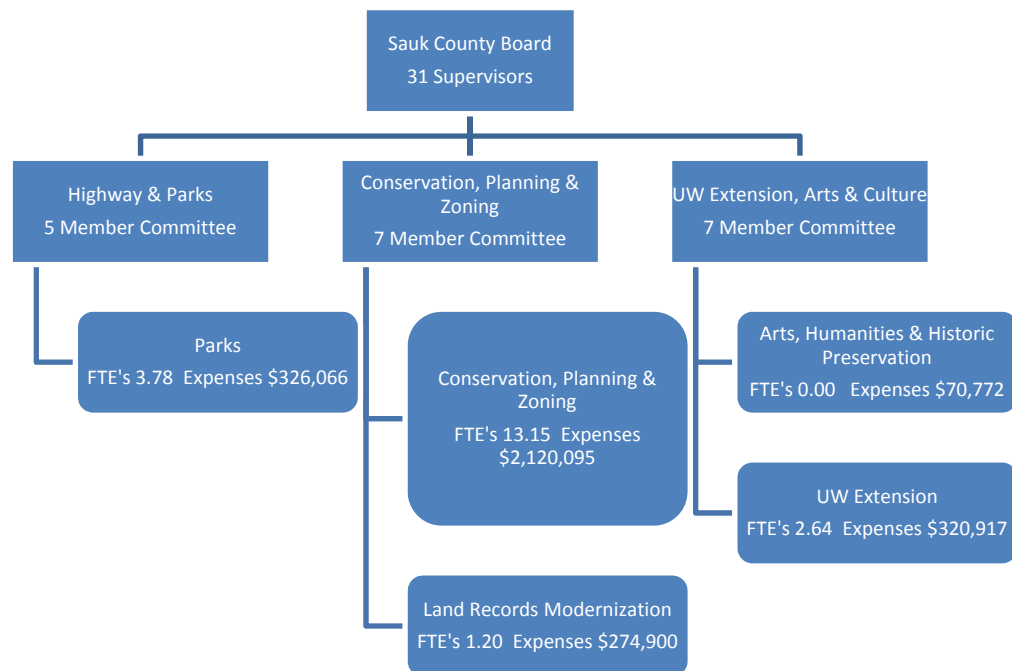 Sauk County Board
31 Supervisors
Highway & Parks
5 Member Committee
Conservation, Planning &
Zoning
7 Member Committee
UW Extension, Arts & Culture
7 Member Committee
Parks
FTE's 3.78  Expenses $326,066
Conservation, Planning &
Zoning
FTE's 13.15  Expenses
$2,120,095
Land Records Modernization
FTE's 1.20  Expenses $274,900
Arts, Humanities & Historic
Preservation
FTE's 0.00   Expenses $70,772
UW Extension
FTE's 2.64  Expenses $320,917